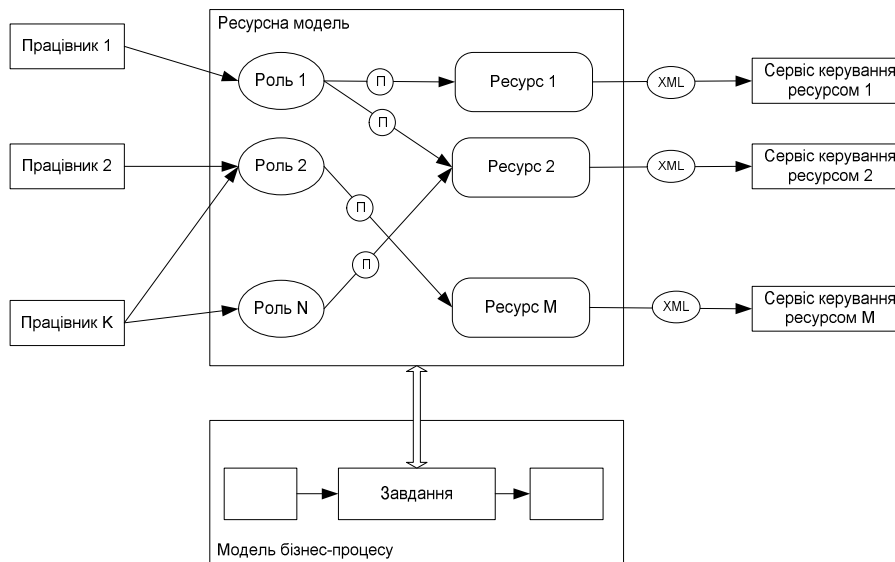 Ресурсна модель
Працівник 1
Роль 1
П
Ресурс 1
XML
Сервіс керування
ресурсом 1
П
Працівник 2
Роль 2
Ресурс 2
XML
Сервіс керування
ресурсом 2
П
П
Працівник К
Роль N
Ресурс М
XML
Сервіс керування
ресурсом М
Завдання
Модель бізнес-процесу